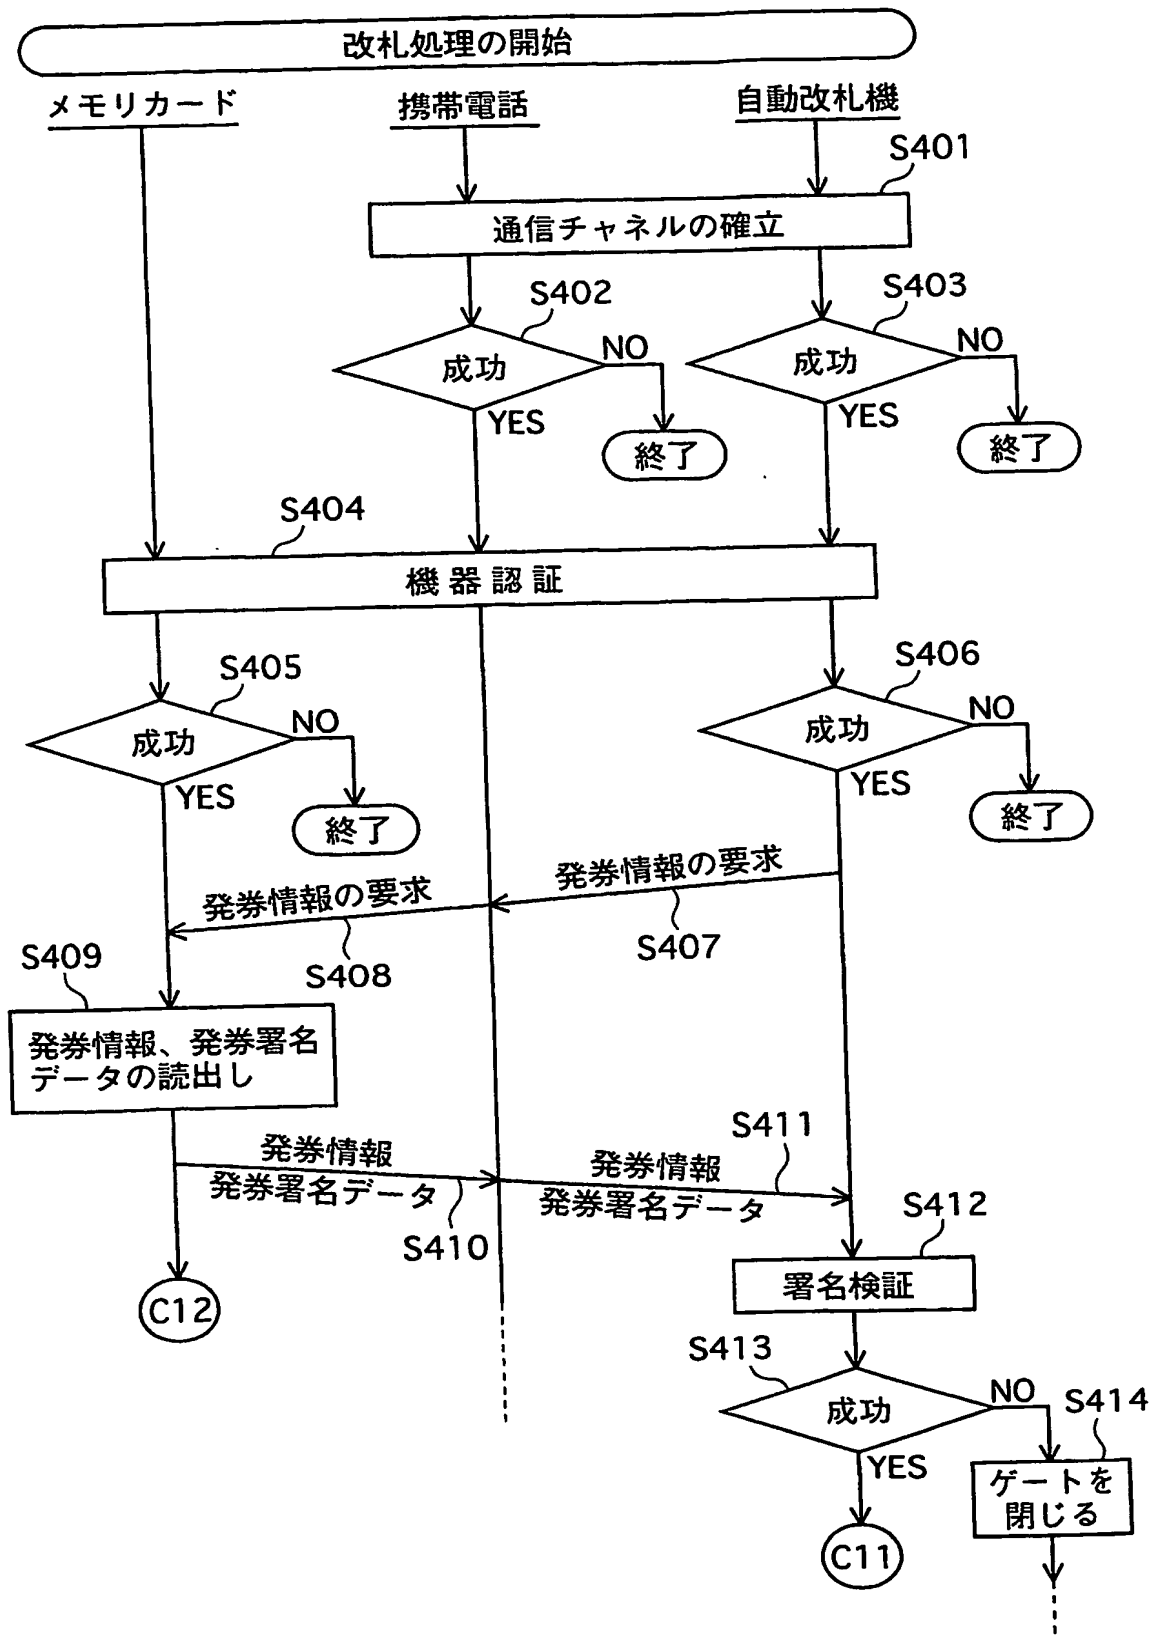 改札処理の開始
メモリカード
携帯電話
自動改札機
S401
通信チャネルの確立
S402
S403
成功
NO
成功
NO
YES
YES
終了
終了
S404
機器認証
S405
S406
成功
NO
成功
NO
YES
YES
終了
終了
発券情報の要求
発券情報の要求
S407
S408
S409
発券情報、発券署名
データの読出し
S411
発券情報
発券署名データ
発券情報
発券署名データ
S410
S412
C12
署名検証
S413
成功
NO
S414
YES
ゲートを
閉じる
C11